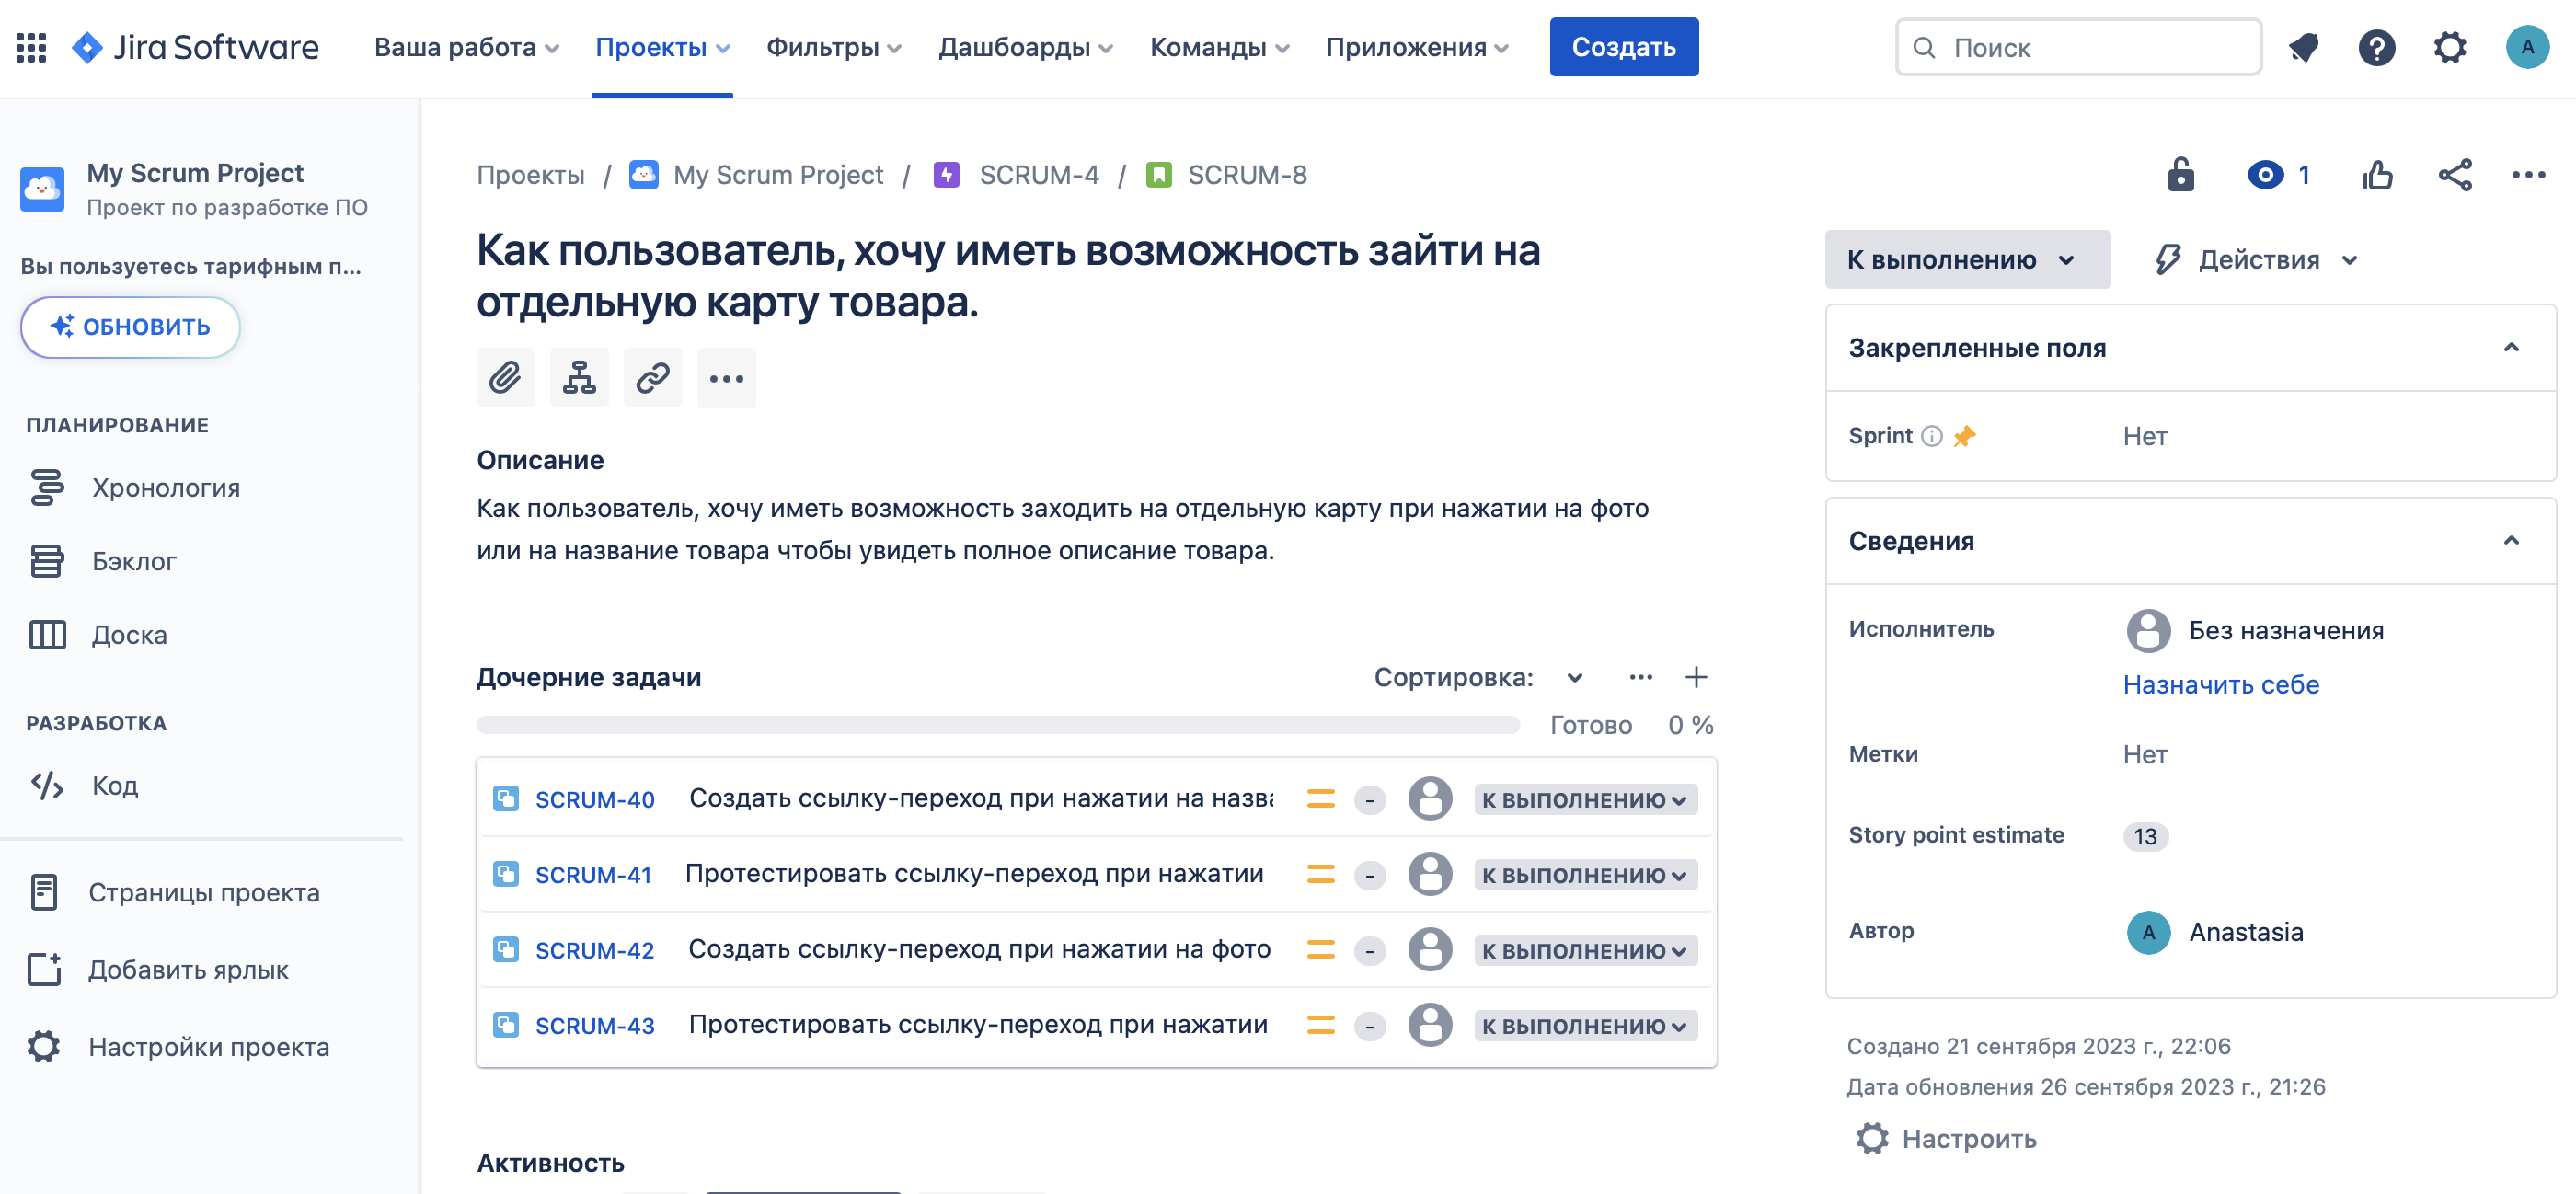 Jira Software Ваша работа Проекты Фильтры Дашбоарды Команды Приложения Создать Поиск A
My Scrum Project
Проект по разработке ПО
Вы пользуетесь тарифным п...
ОБНОВИТЬ
ПЛАНИРОВАНИЕ
Хронология
Бэклог
Доска
РАЗРАБОТКА
Код
Страницы проекта
Добавить ярлык
Настройки проекта
Проекты / My Scrum Project / SCRUM-4 / SCRUM-8
Как пользователь, хочу иметь возможность зайти на
отдельную карту товара.
Описание
Как пользователь, хочу иметь возможность заходить на отдельную карту при нажатии на фото
или на название товара чтобы увидеть полное описание товара.
Дочерние задачи Сортировка:
Готово 0 %
SCRUM-40 Создать ссылку-переход при нажатии на назва - К ВЫПОЛНЕНИЮ
SCRUM-41 Протестировать ссылку-переход при нажатии - К ВЫПОЛНЕНИЮ
SCRUM-42 Создать ссылку-переход при нажатии на фото - К ВЫПОЛНЕНИЮ
SCRUM-43 Протестировать ссылку-переход при нажатии - К ВЫПОЛНЕНИЮ
Активность
1
К выполнению Действия
Закрепленные поля
Sprint Нет
Сведения
Исполнитель Без назначения
Назначить себе
Метки Нет
Story point estimate 13
Автор A Anastasia
Создано 21 сентября 2023 г., 22:06
Дата обновления 26 сентября 2023 г., 21:26
Настроить